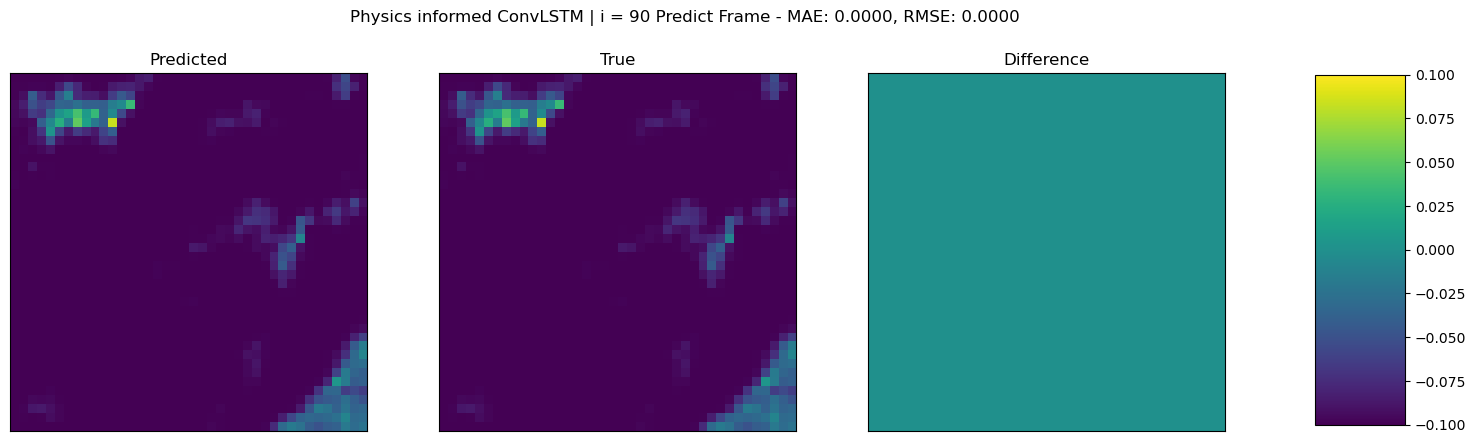 Physics informed ConvLSTM | i = 90 Predict Frame - MAE: 0.0000, RMSE: 0.0000
Predicted
True
Difference
0.100
0.075
0.050
0.025
0.000
−0.025
−0.050
−0.075
−0.100